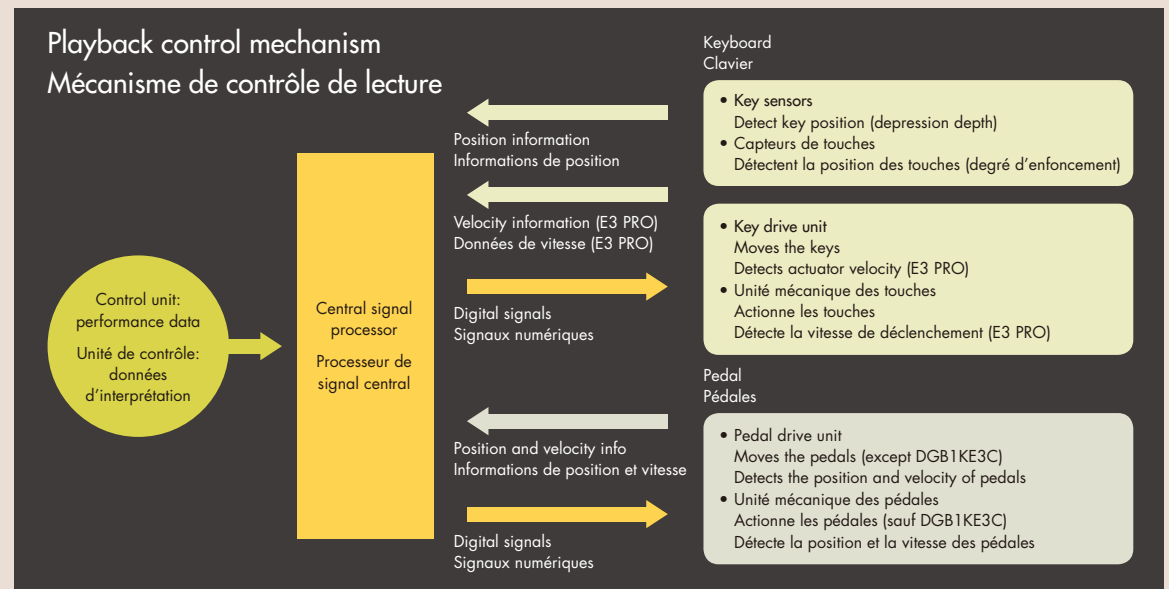 Playback control mechanism
Mécanisme de contrôle de lecture
Control unit:
performance data
Unité de contrôle:
données
d'interprétation
Central signal
processor
Processeur de
signal central
Position information
Informations de position
Velocity information (E3 PRO)
Données de vitesse (E3 PRO)
Digital signals
Signaux numériques
Position and velocity info
Informations de position et vitesse
Digital signals
Signaux numériques
Keyboard
Clavier
• Key sensors
Detect key position (depression depth)
• Capteurs de touches
Détectent la position des touches (degré d'enfoncement)
• Key drive unit
Moves the keys
Detects actuator velocity (E3 PRO)
• Unité mécanique des touches
Actionne les touches
Détecte la vitesse de déclenchement (E3 PRO)
Pedal
Pédales
• Pedal drive unit
Moves the pedals (except DGB1KE3C)
Detects the position and velocity of pedals
• Unité mécanique des pédales
Actionne les pédales (sauf DGB1KE3C)
Détecte la position et la vitesse des pédales